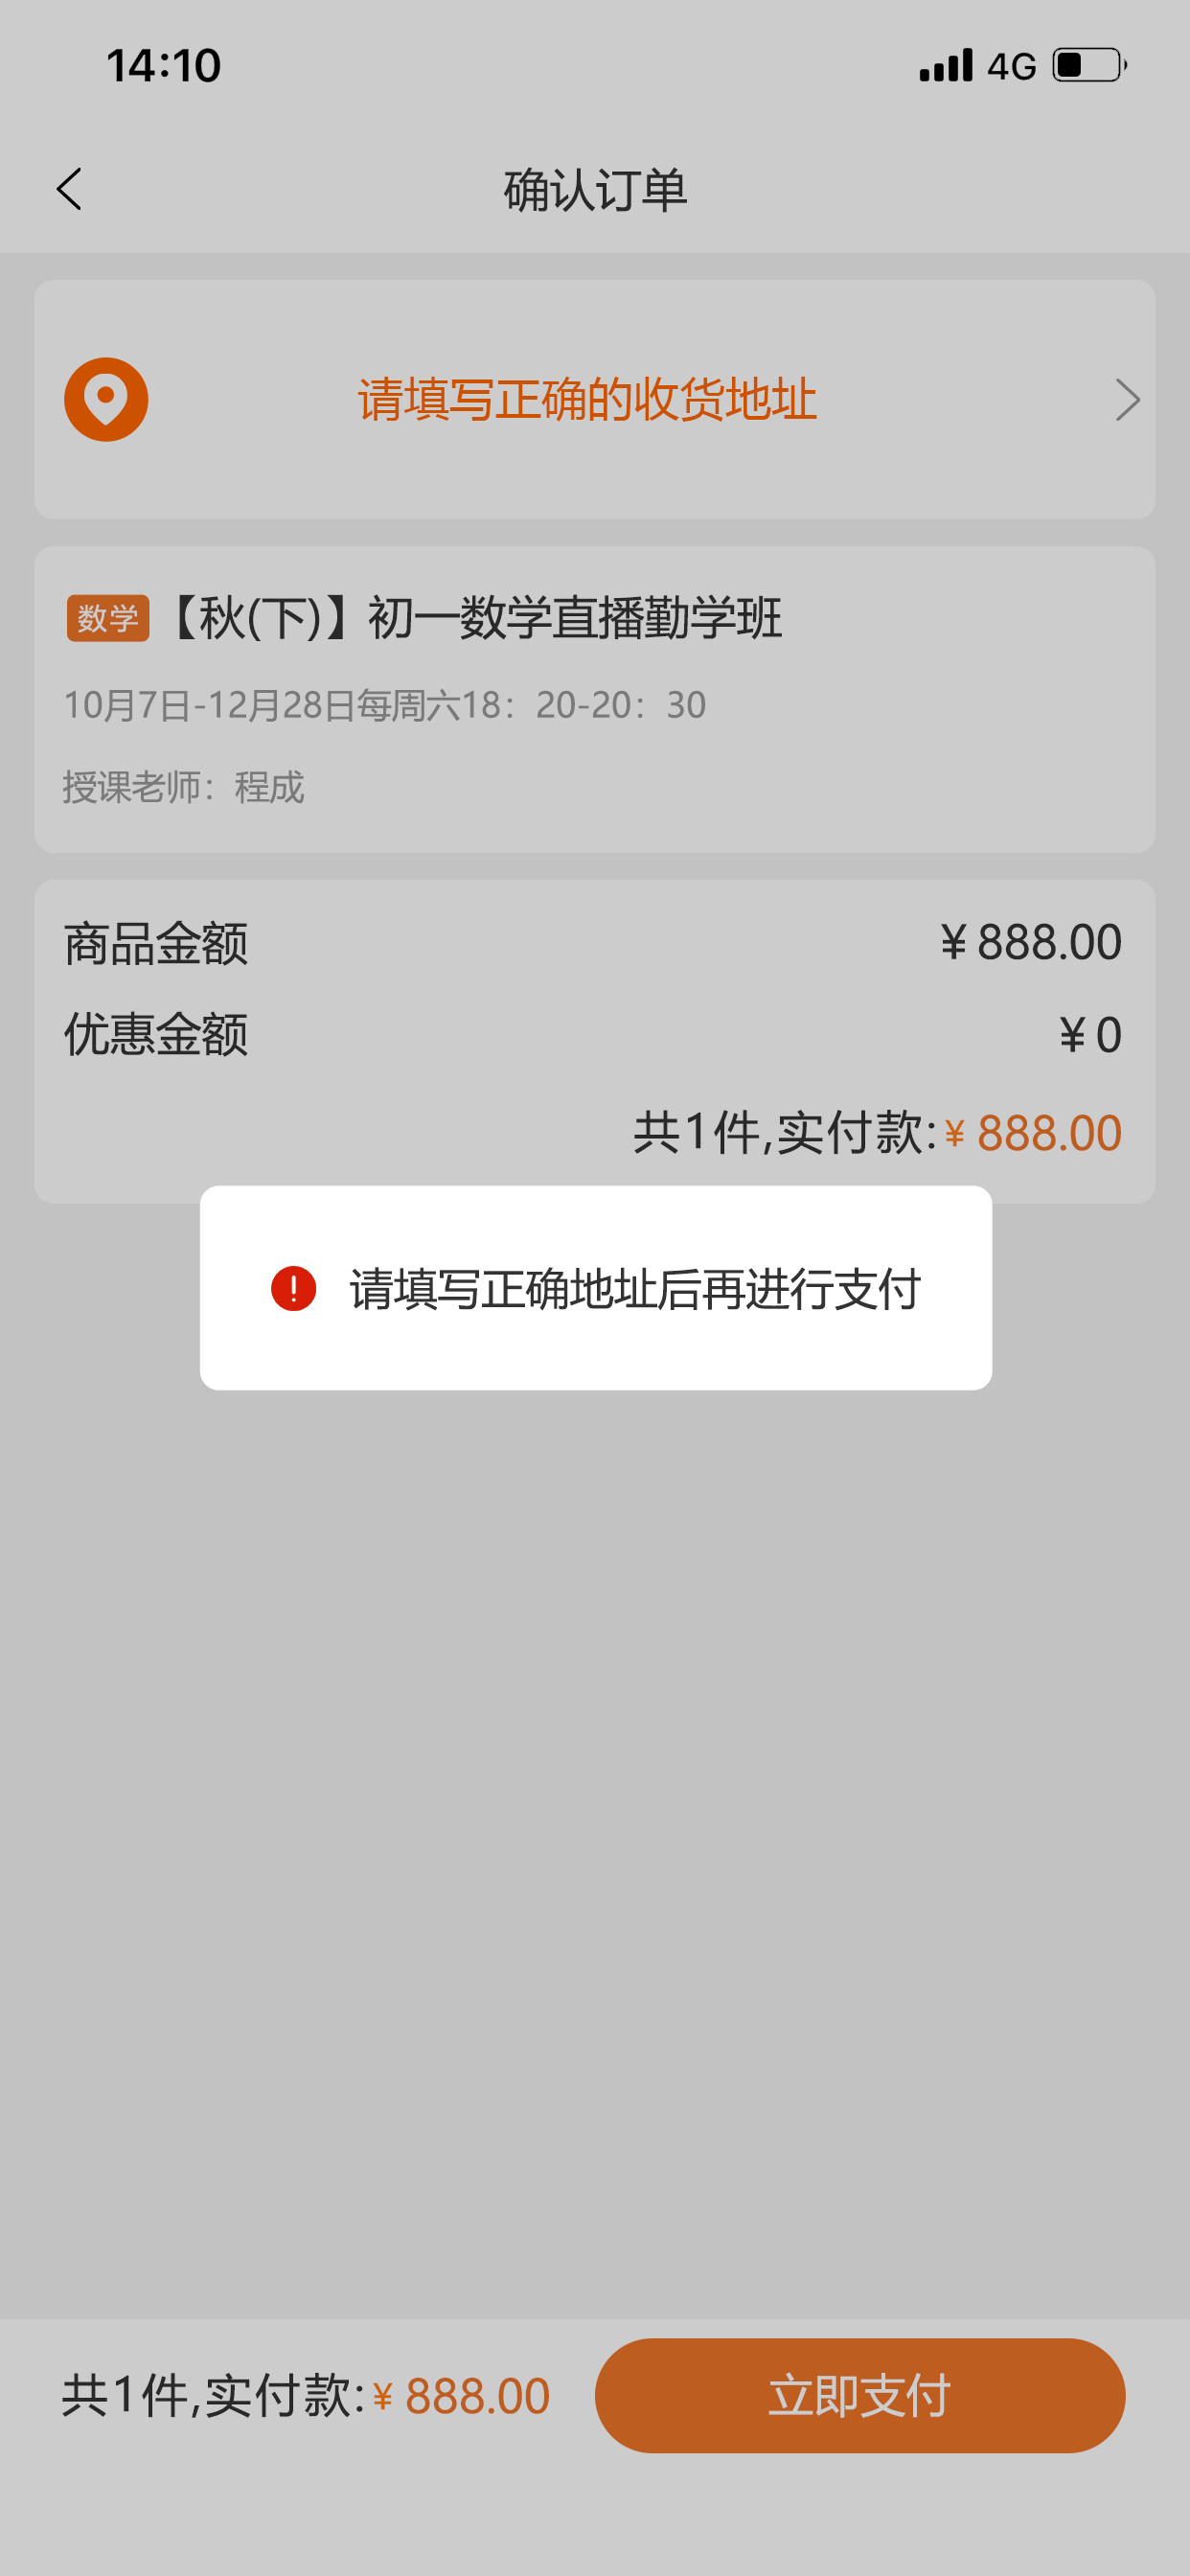 14:10
4G
确认订单
请填写正确的收货地址
数学【秋(下)】初一数学直播勤学班
10月7日-12月28日每周六18：20-20：30
授课老师：程成
商品金额 ¥ 888.00
优惠金额 ¥ 0
共1件,实付款:¥ 888.00
请填写正确地址后再进行支付
共1件,实付款:¥ 888.00
立即支付